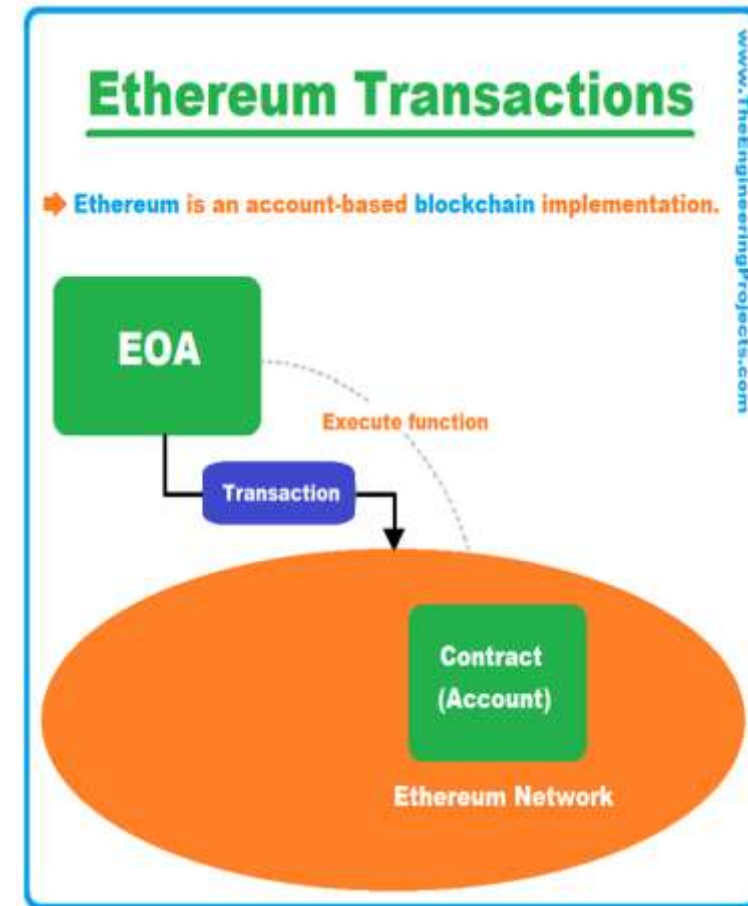 Ethereum Transactions
www.TheEngineeringProjects.com
Ethereum is an account-based blockchain implementation.
EOA
Execute function
Transaction
Contract
(Account)
Ethereum Network